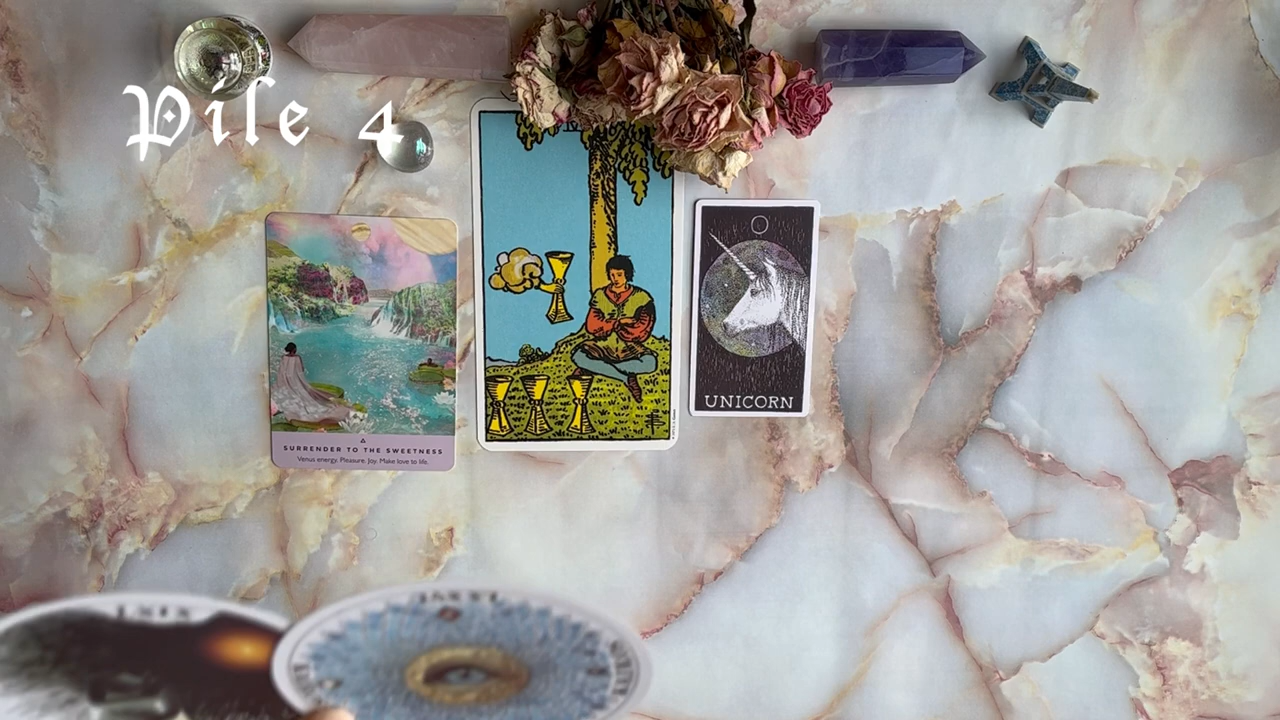 Pile 4
SURRENDER TO THE SWEETNESS
Venus energy. Pleasure. Joy. Make love to life.
UNICORN